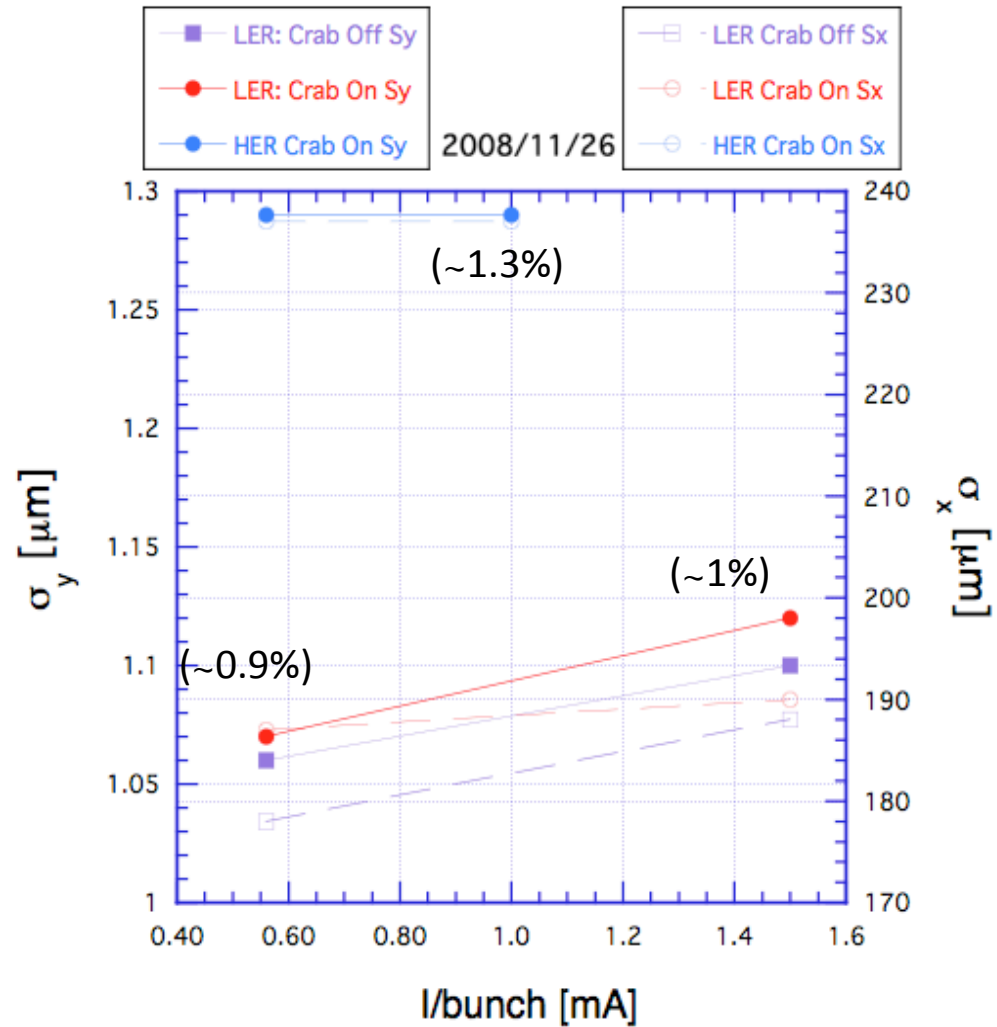 LER: Crab Off Sy
LER: Crab On Sy
HER Crab On Sy
2008/11/26
LER Crab Off Sx
LER Crab On Sx
HER Crab On Sx
1.3
1.25
1.2
1.15
1.1
1.05
1
σy [μm]
240
230
220
210
200
190
180
170
σx [μm]
(~1.3%)
(~1%)
(~0.9%)
0.40
0.60
0.80
1.0
1.2
1.4
1.6
I/bunch [mA]